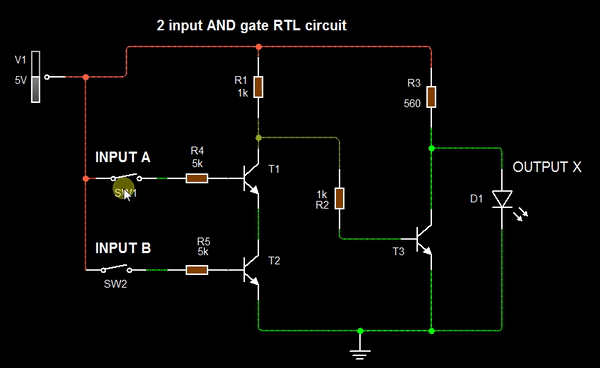 2 input AND gate RTL circuit
V1
5V
R1
1k
R3
560
INPUT A
R4
5k
T1
SW1
1k
R2
OUTPUT X
D1
INPUT B
R5
5k
T2
T3
SW2